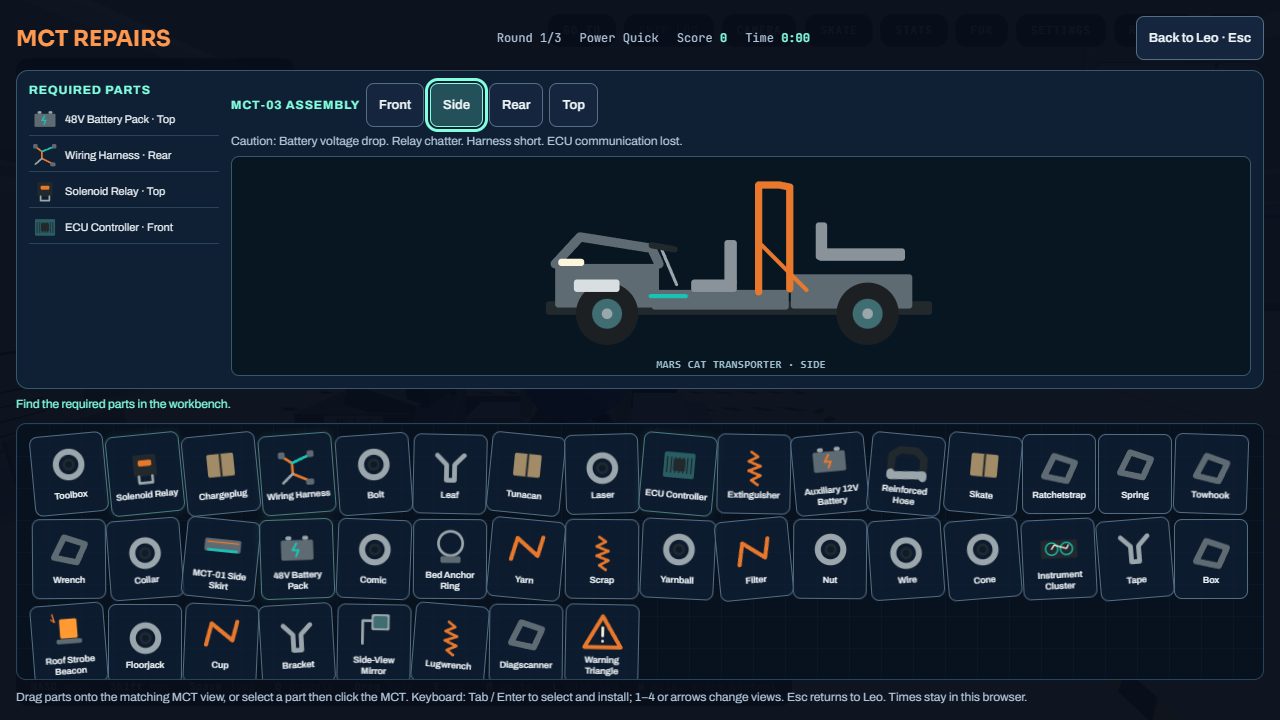 MCT REPAIRS
Round 1/3 Power Quick Score 0 Time 0:00
Back to Leo · Esc
REQUIRED PARTS
48V Battery Pack · Top
Wiring Harness · Rear
Solenoid Relay · Top
ECU Controller · Front
MCT-03 ASSEMBLY
Front
Side
Rear
Top
Caution: Battery voltage drop. Relay chatter. Harness short. ECU communication lost.
MARS CAT TRANSPORTER · SIDE
Find the required parts in the workbench.
Toolbox
Solenoid Relay
Chargeplug
Wiring Harness
Bolt
Leaf
Tunacan
Laser
ECU Controller
Extinguisher
Auxiliary 12V
Battery
Reinforced
Hose
Skate
Ratchetstrap
Spring
Towhook
Wrench
Collar
MCT-01 Side
Skirt
48V Battery
Pack
Comic
Bed Anchor
Ring
Yarn
Scrap
Yarnball
Filter
Nut
Wire
Cone
Instrument
Cluster
Tape
Box
Roof Strobe
Beacon
Floorjack
Cup
Bracket
Side-View
Mirror
Lugwrench
Diagscanner
Warning
Triangle
Drag parts onto the matching MCT view, or select a part then click the MCT. Keyboard: Tab / Enter to select and install; 1–4 or arrows change views. Esc returns to Leo. Times stay in this browser.